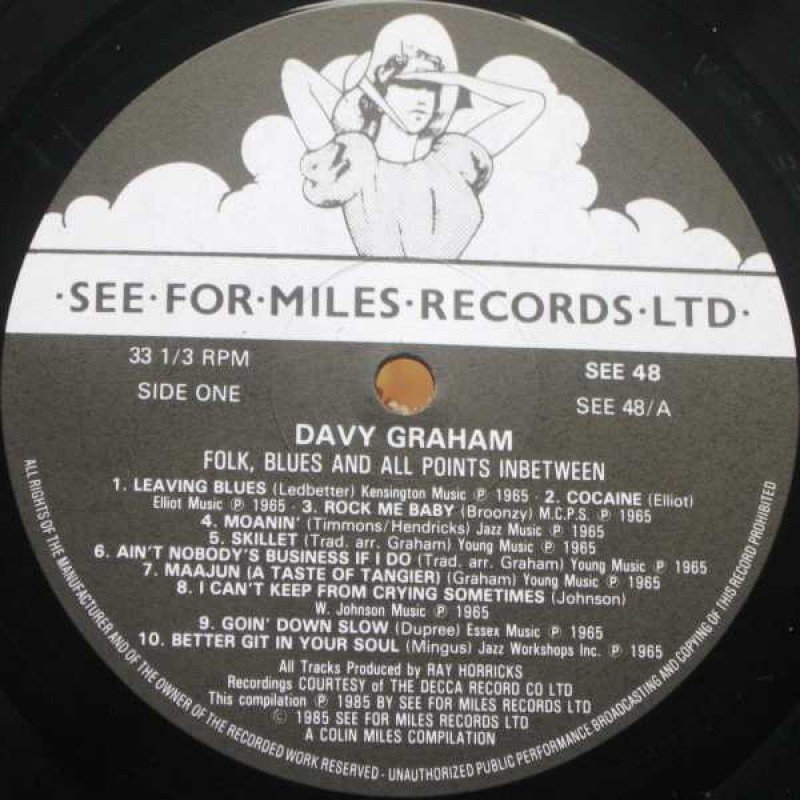 ·SEE·FOR·MILES·RECORDS·LTD·
33 1/3 RPM
SIDE ONE
SEE 48
SEE 48/A
DAVY GRAHAM
FOLK, BLUES AND ALL POINTS INBETWEEN
1. LEAVING BLUES (Ledbetter) Kensington Music ℗ 1965 · 2. COCAINE (Elliot)
Elliot Music ℗ 1965 · 3. ROCK ME BABY (Broonzy) M.C.P.S. ℗ 1965
4. MOANIN' (Timmons/Hendricks) Jazz Music ℗ 1965
5. SKILLET (Trad. arr. Graham) Young Music ℗ 1965
6. AIN'T NOBODY'S BUSINESS IF I DO (Trad. arr. Graham) Young Music ℗ 1965
7. MAAJUN (A TASTE OF TANGIER) (Graham) Young Music ℗ 1965
8. I CAN'T KEEP FROM CRYING SOMETIMES (Johnson)
W. Johnson Music ℗ 1965
9. GOIN' DOWN SLOW (Dupree) Essex Music ℗ 1965
10. BETTER GIT IN YOUR SOUL (Mingus) Jazz Workshops Inc. ℗ 1965
All Tracks Produced by RAY HORRICKS
Recordings COURTESY of THE DECCA RECORD CO LTD
This compilation ℗ 1985 BY SEE FOR MILES RECORDS LTD
© 1985 SEE FOR MILES RECORDS LTD
A COLIN MILES COMPILATION
ALL RIGHTS OF THE MANUFACTURER AND OF THE OWNER OF THE RECORDED WORK RESERVED - UNAUTHORIZED PUBLIC PERFORMANCE BROADCASTING AND COPYING OF THIS RECORD PROHIBITED